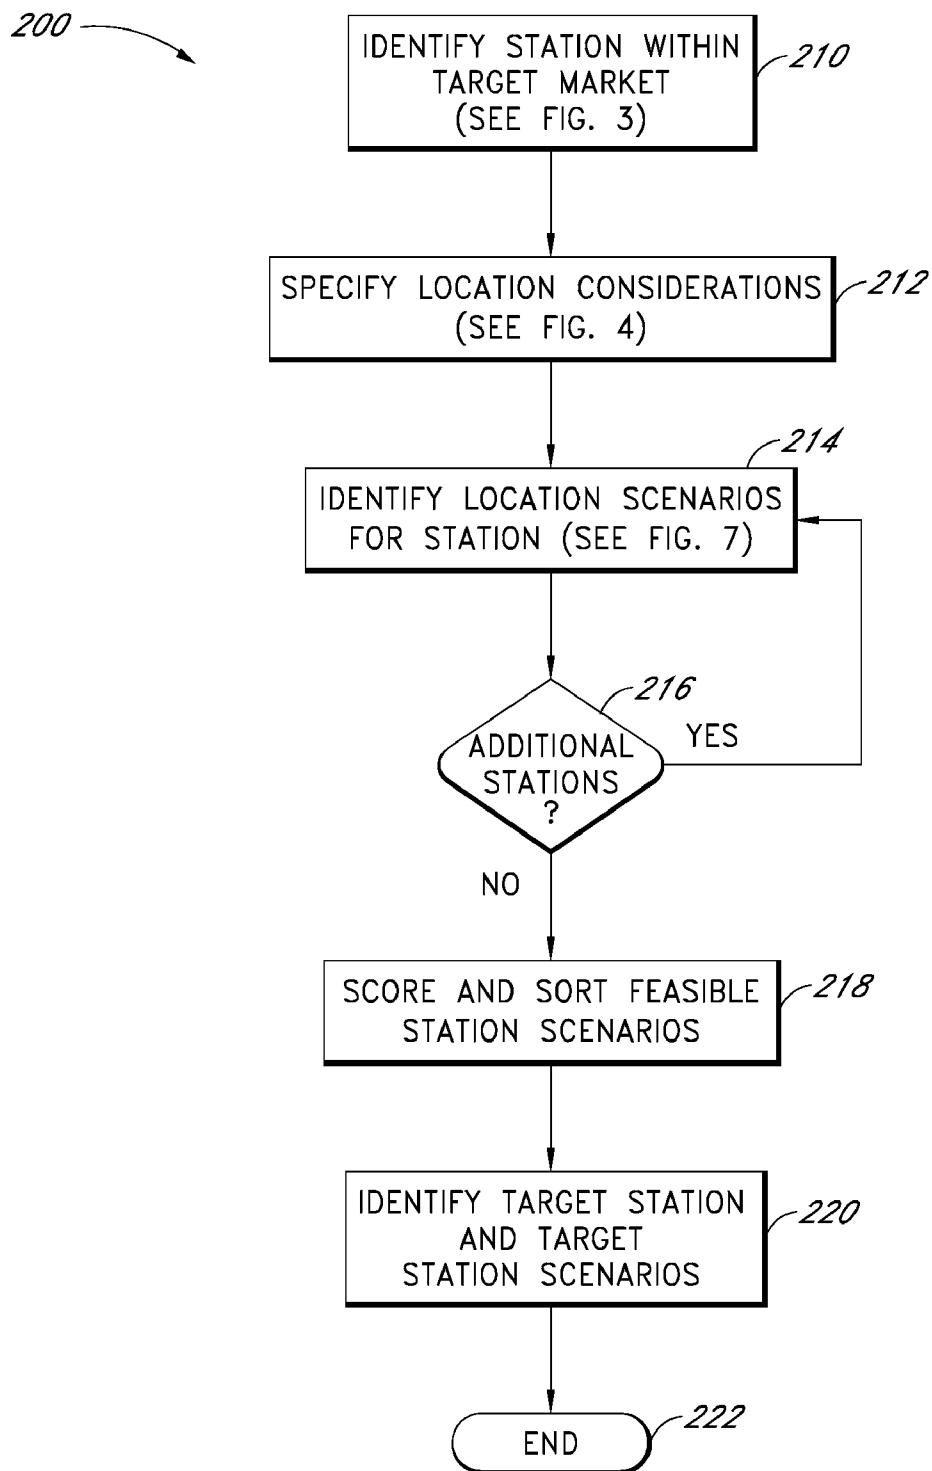 200
IDENTIFY STATION WITHIN
TARGET MARKET
(SEE FIG. 3)
210
SPECIFY LOCATION CONSIDERATIONS
(SEE FIG. 4)
212
214
IDENTIFY LOCATION SCENARIOS
FOR STATION (SEE FIG. 7)
216
ADDITIONAL
STATIONS
?
YES
NO
SCORE AND SORT FEASIBLE
STATION SCENARIOS
218
IDENTIFY TARGET STATION
AND TARGET
STATION SCENARIOS
220
END
222